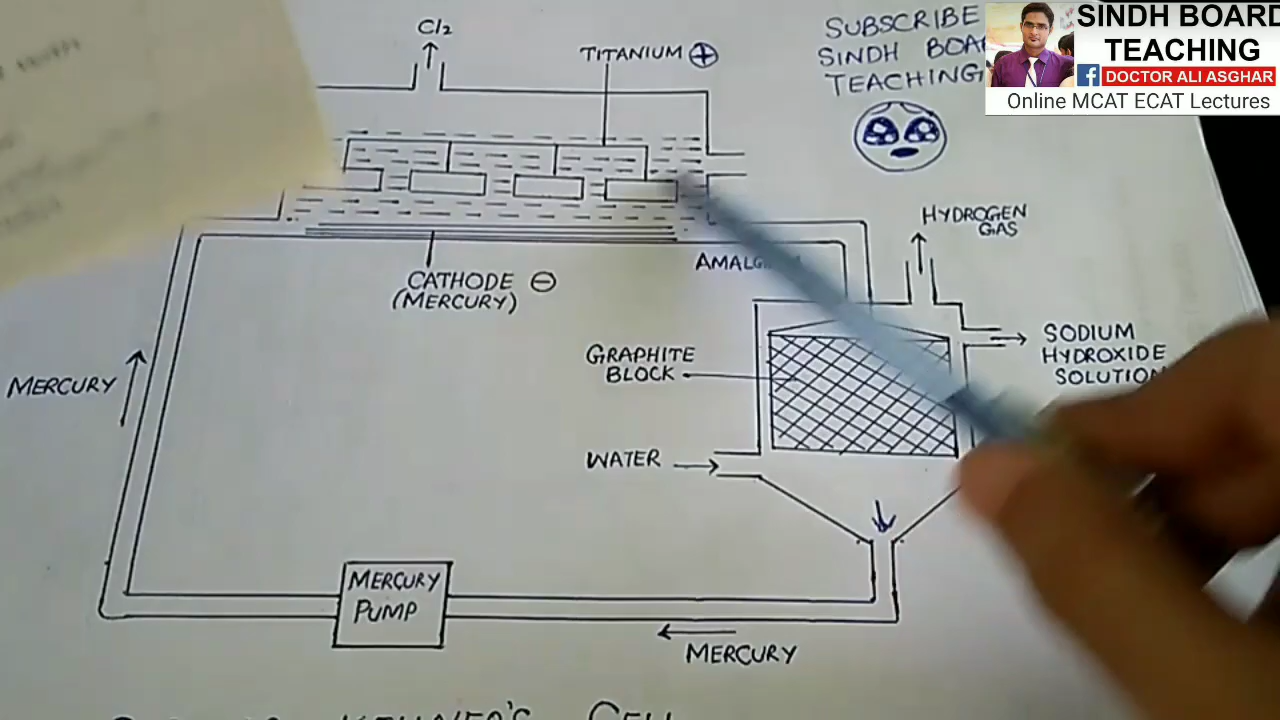 Cl2
TITANIUM +
SUBSCRIBE
SINDH
TEACHING
SINDH BOARD
TEACHING
f DOCTOR ALI ASGHAR
Online MCAT ECAT Lectures
HYDROGEN
GAS
CATHODE −
(MERCURY)
SODIUM
HYDROXIDE
SOLUTION
GRAPHITE
BLOCK
MERCURY
WATER
MERCURY
PUMP
MERCURY
CELL